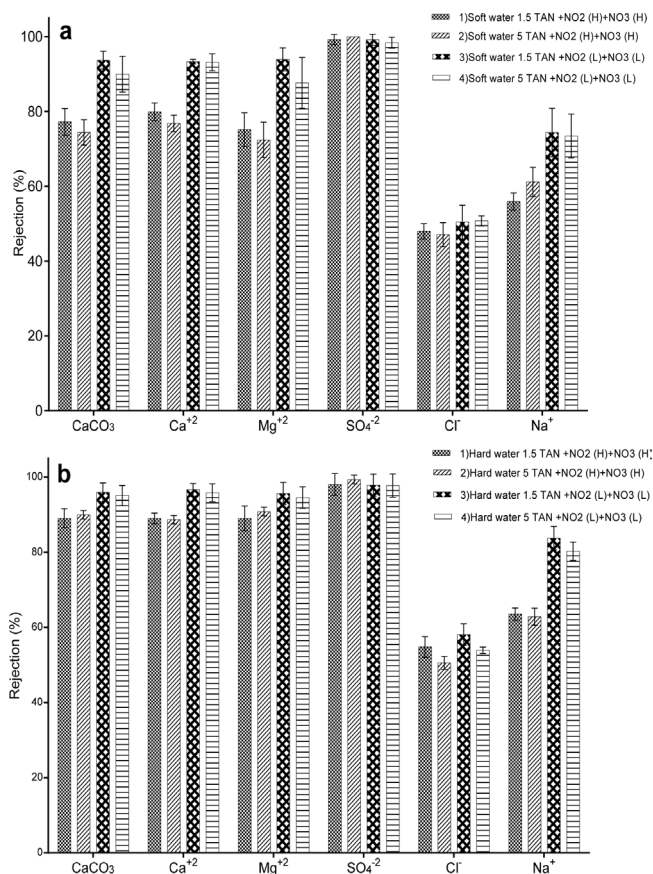 a
1)Soft water 1.5 TAN +NO2 (H)+NO3 (H)
2)Soft water 5 TAN +NO2 (H)+NO3 (H)
3)Soft water 1.5 TAN +NO2 (L)+NO3 (L)
4)Soft water 5 TAN +NO2 (L)+NO3 (L)
Rejection (%)
100
80
60
40
20
0
CaCO₃ Ca⁺² Mg⁺² SO₄⁻² Cl⁻ Na⁺
b
1)Hard water 1.5 TAN +NO2 (H)+NO3 (H)
2)Hard water 5 TAN +NO2 (H)+NO3 (H)
3)Hard water 1.5 TAN +NO2 (L)+NO3 (L)
4)Hard water 5 TAN +NO2 (L)+NO3 (L)
Rejection (%)
100
80
60
40
20
0
CaCO₃ Ca⁺² Mg⁺² SO₄⁻² Cl⁻ Na⁺